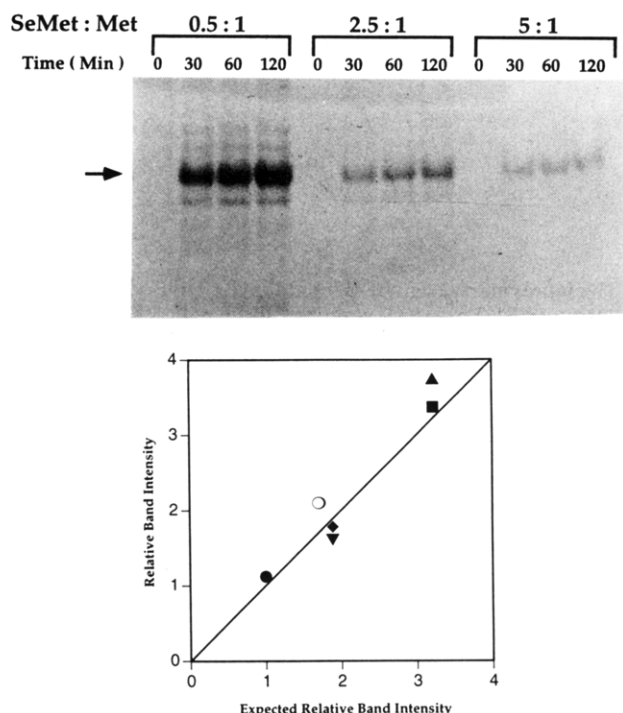 SeMet : Met 0.5 : 1 2.5 : 1 5 : 1
Time ( Min ) 0 30 60 120 0 30 60 120 0 30 60 120
4
3
2
1
0
Relative Band Intensity
0 1 2 3 4
Expected Relative Band Intensity